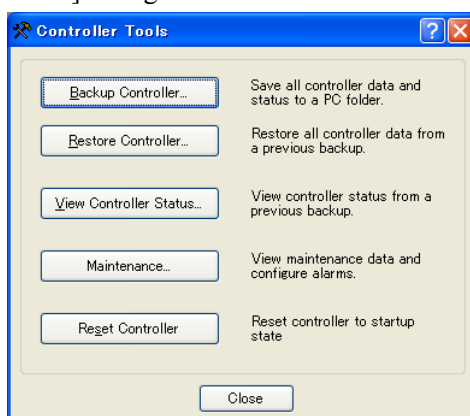 Controller Tools
Backup Controller...
Save all controller data and
status to a PC folder.
Restore Controller...
Restore all controller data from
a previous backup.
View Controller Status...
View controller status from a
previous backup.
Maintenance...
View maintenance data and
configure alarms.
Reset Controller
Reset controller to startup
state
Close